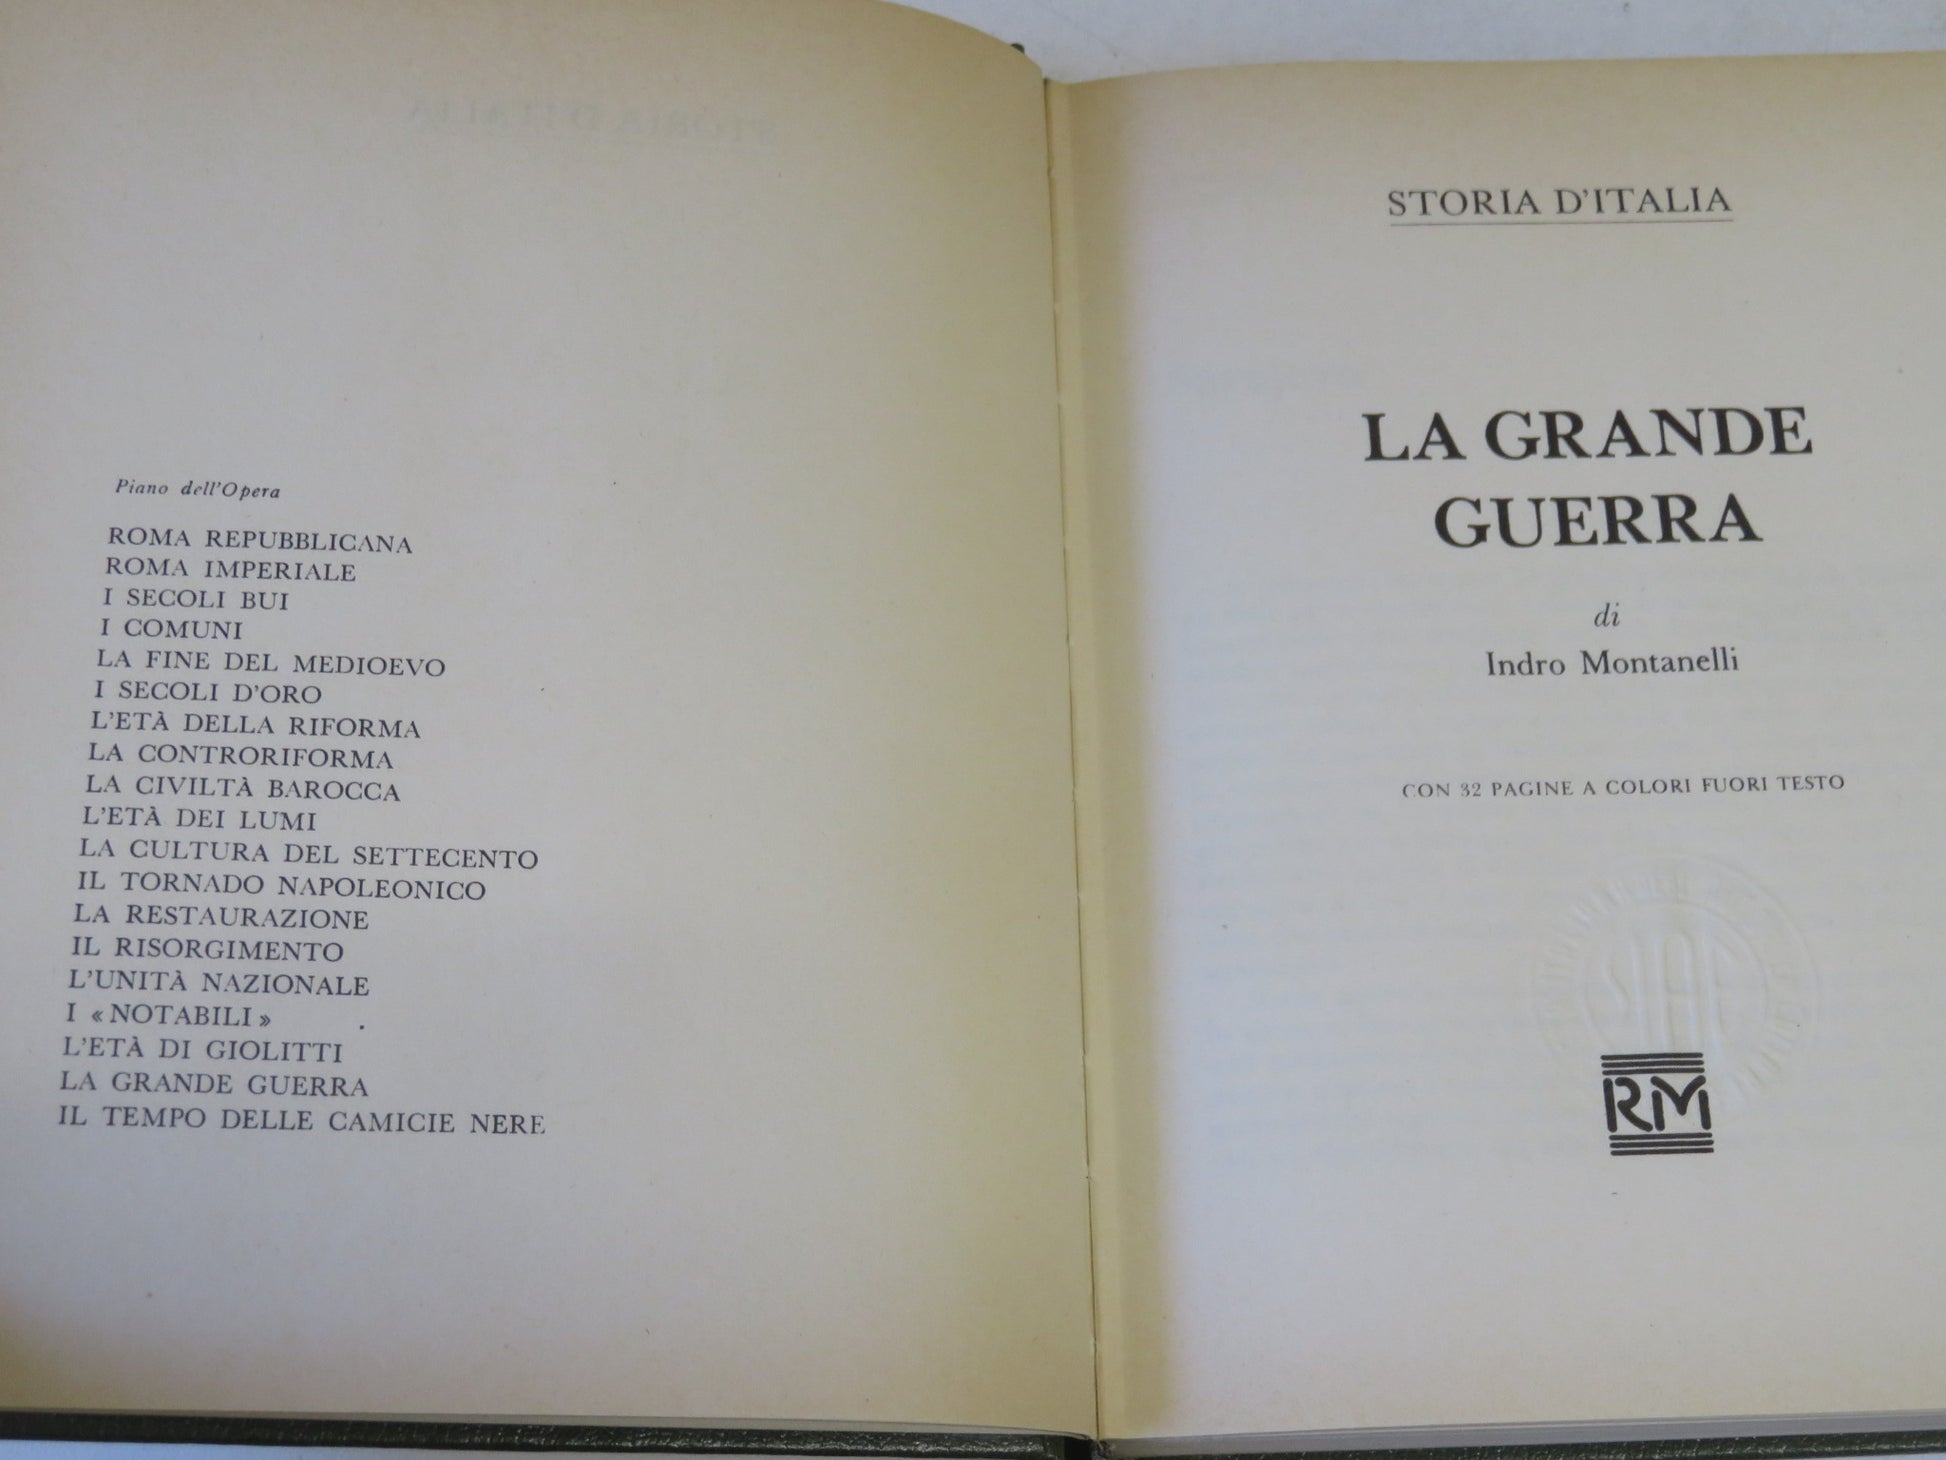 Piano dell'Opera
ROMA REPUBBLICANA
ROMA IMPERIALE
I SECOLI BUI
I COMUNI
LA FINE DEL MEDIOEVO
I SECOLI D'ORO
L'ETÀ DELLA RIFORMA
LA CONTRORIFORMA
LA CIVILTÀ BAROCCA
L'ETÀ DEI LUMI
LA CULTURA DEL SETTECENTO
IL TORNADO NAPOLEONICO
LA RESTAURAZIONE
IL RISORGIMENTO
L'UNITÀ NAZIONALE
I «NOTABILI»
L'ETÀ DI GIOLITTI
LA GRANDE GUERRA
IL TEMPO DELLE CAMICIE NERE
STORIA D'ITALIA
LA GRANDE
GUERRA
di
Indro Montanelli
CON 32 PAGINE A COLORI FUORI TESTO
RM